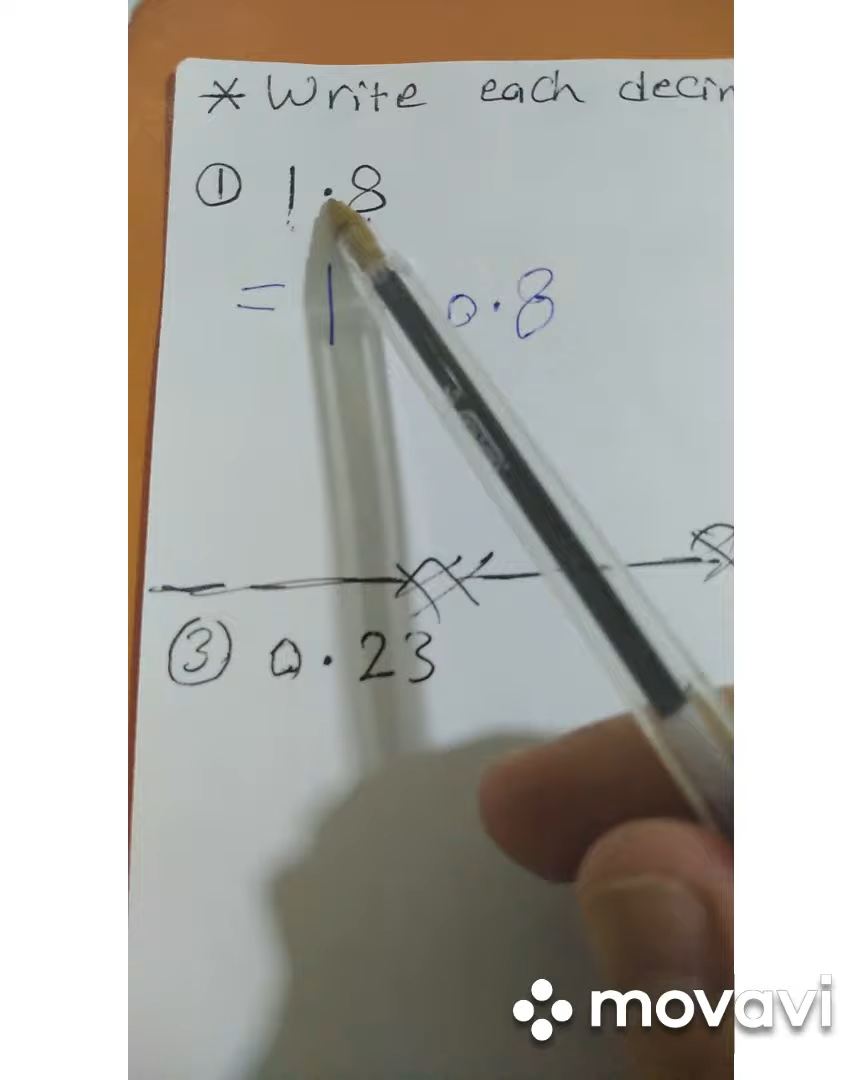 * Write each decim
① 1.8
= 1 0.8
③ 0.23
movavi